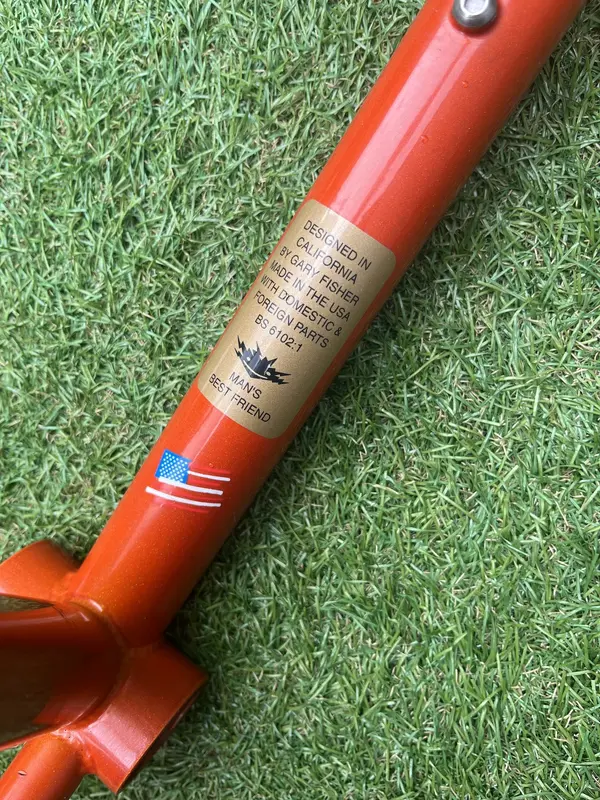 DESIGNED IN
CALIFORNIA
BY GARY FISHER
MADE IN THE USA
WITH DOMESTIC &
FOREIGN PARTS
BS 6102:1
MAN'S
BEST FRIEND